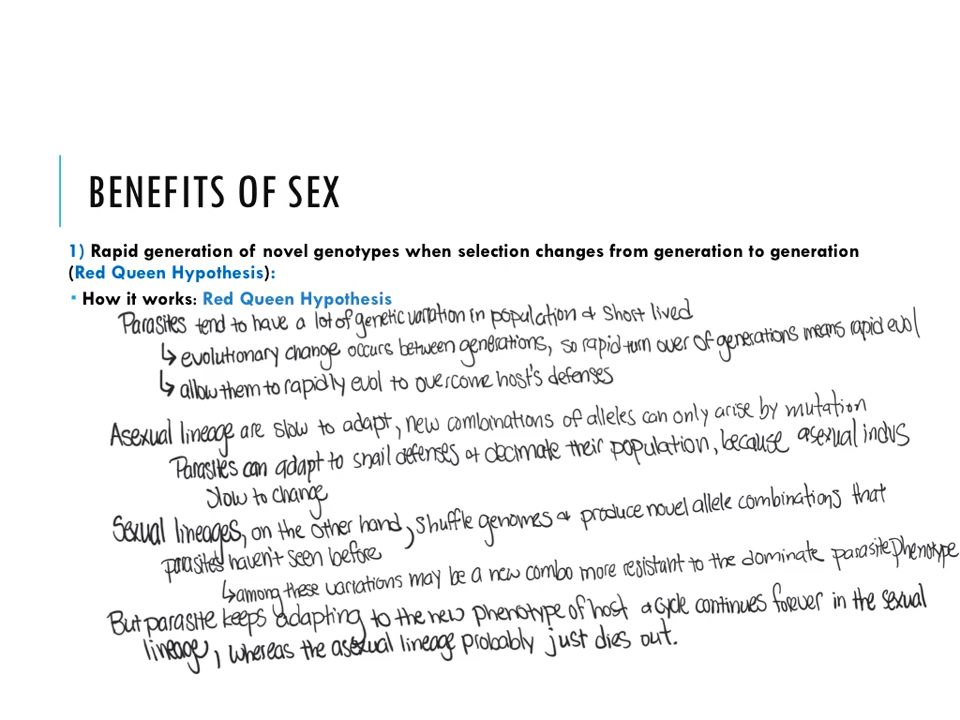 BENEFITS OF SEX
1) Rapid generation of novel genotypes when selection changes from generation to generation
(Red Queen Hypothesis):
▪ How it works: Red Queen Hypothesis
Parasites tend to have a lot of genetic variation in population & short lived
↳ evolutionary change occurs between generations, so rapid turn over of generations means rapid evol
↳ allow them to rapidly evol to overcome host's defenses
Asexual lineage are slow to adapt, new combinations of alleles can only arise by mutation
Parasites can adapt to snail defenses & decimate their population, because asexual indvs
slow to change
Sexual lineages, on the other hand, shuffle genomes & produce novel allele combinations that
parasites haven't seen before
↳ among these variations may be a new combo more resistant to the dominate parasite phenotype
But parasite keeps adapting to the new phenotype of host & cycle continues forever in the sexual
lineage, whereas the asexual lineage probably just dies out.